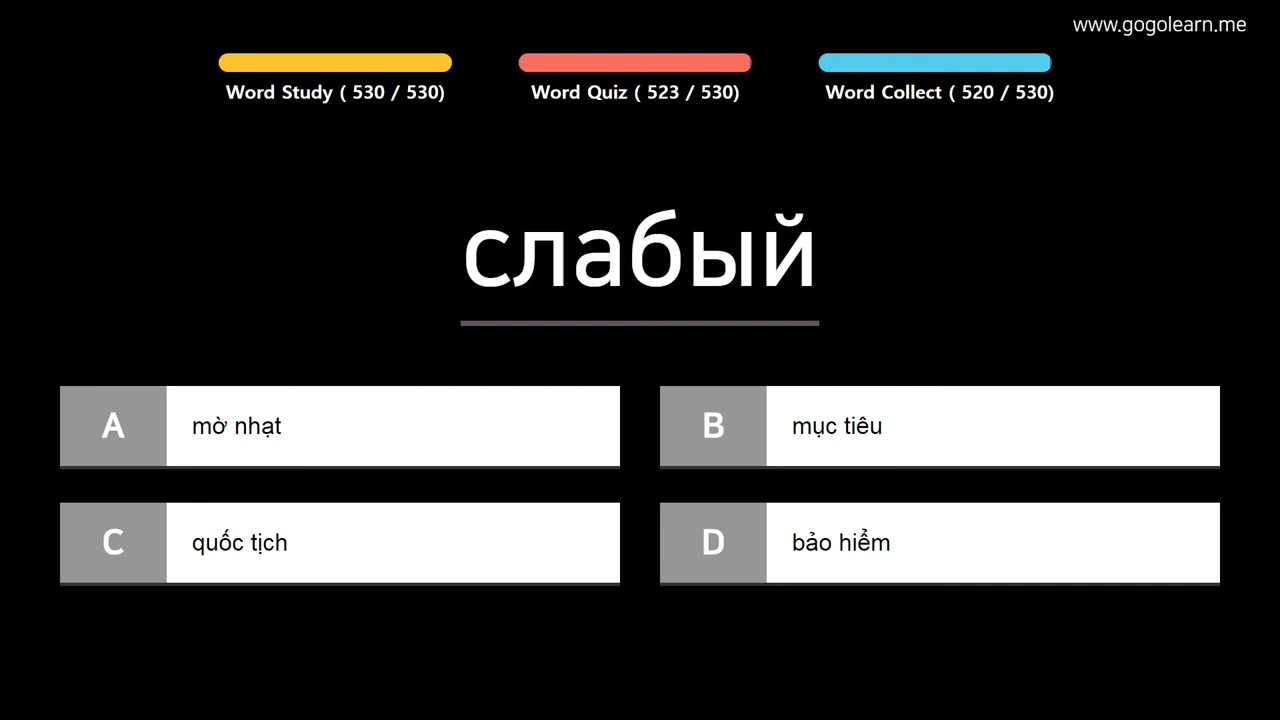 www.gogolearn.me
Word Study ( 530 / 530)
Word Quiz ( 523 / 530)
Word Collect ( 520 / 530)
слабый
A mờ nhạt
B mục tiêu
C quốc tịch
D bảo hiểm